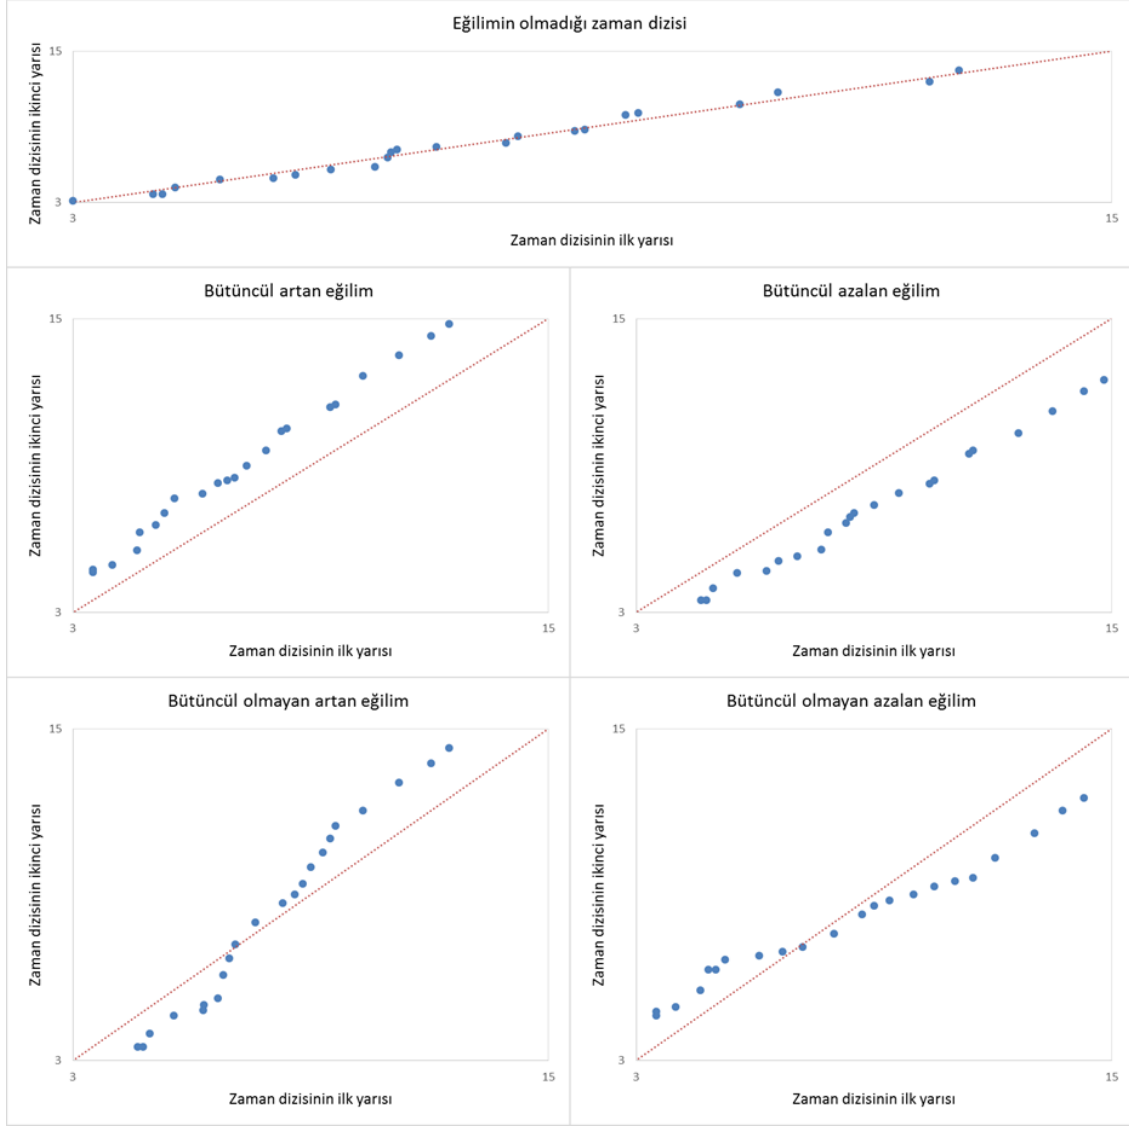 Eğilimin olmadığı zaman dizisi
15
Zaman dizisinin ikinci yarısı
3
3
15
Zaman dizisinin ilk yarısı
Bütüncül artan eğilim
15
Zaman dizisinin ikinci yarısı
3
3
15
Zaman dizisinin ilk yarısı
Bütüncül azalan eğilim
15
Zaman dizisinin ikinci yarısı
3
3
15
Zaman dizisinin ilk yarısı
Bütüncül olmayan artan eğilim
15
Zaman dizisinin ikinci yarısı
3
3
15
Zaman dizisinin ilk yarısı
Bütüncül olmayan azalan eğilim
15
Zaman dizisinin ikinci yarısı
3
3
15
Zaman dizisinin ilk yarısı